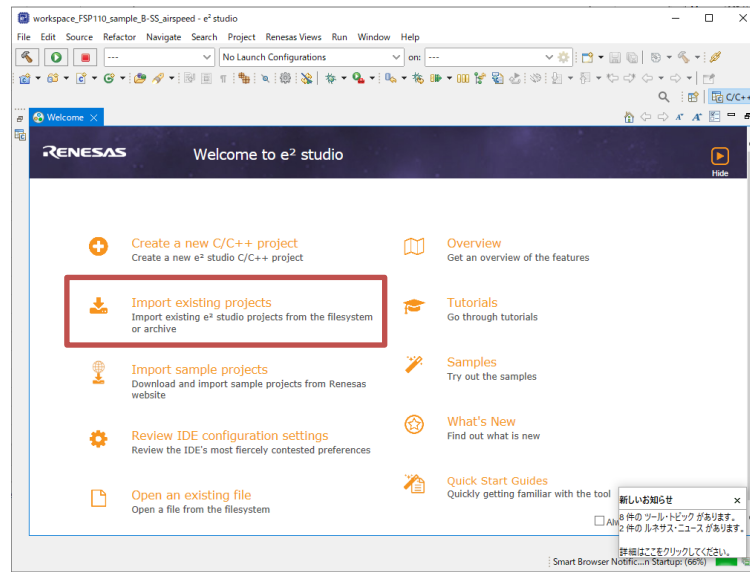 workspace_FSP110_sample_B-SS_airspeed - e² studio
File Edit Source Refactor Navigate Search Project Renesas Views Run Window Help
--- No Launch Configurations on: ---
C/C++
Welcome
RENESAS Welcome to e² studio
Hide
Create a new C/C++ project
Create a new e² studio C/C++ project
Overview
Get an overview of the features
Import existing projects
Import existing e² studio projects from the filesystem
or archive
Tutorials
Go through tutorials
Import sample projects
Download and import sample projects from Renesas
website
Samples
Try out the samples
Review IDE configuration settings
Review the IDE's most fiercely contested preferences
What's New
Find out what is new
Open an existing file
Open a file from the filesystem
Quick Start Guides
Quickly getting familiar with the tool
新しいお知らせ
8 件の ツール・トピック があります。
2 件の ルネサス・ニュース があります。
詳細はここをクリックしてください。
Smart Browser Notific...n Startup: (66%)